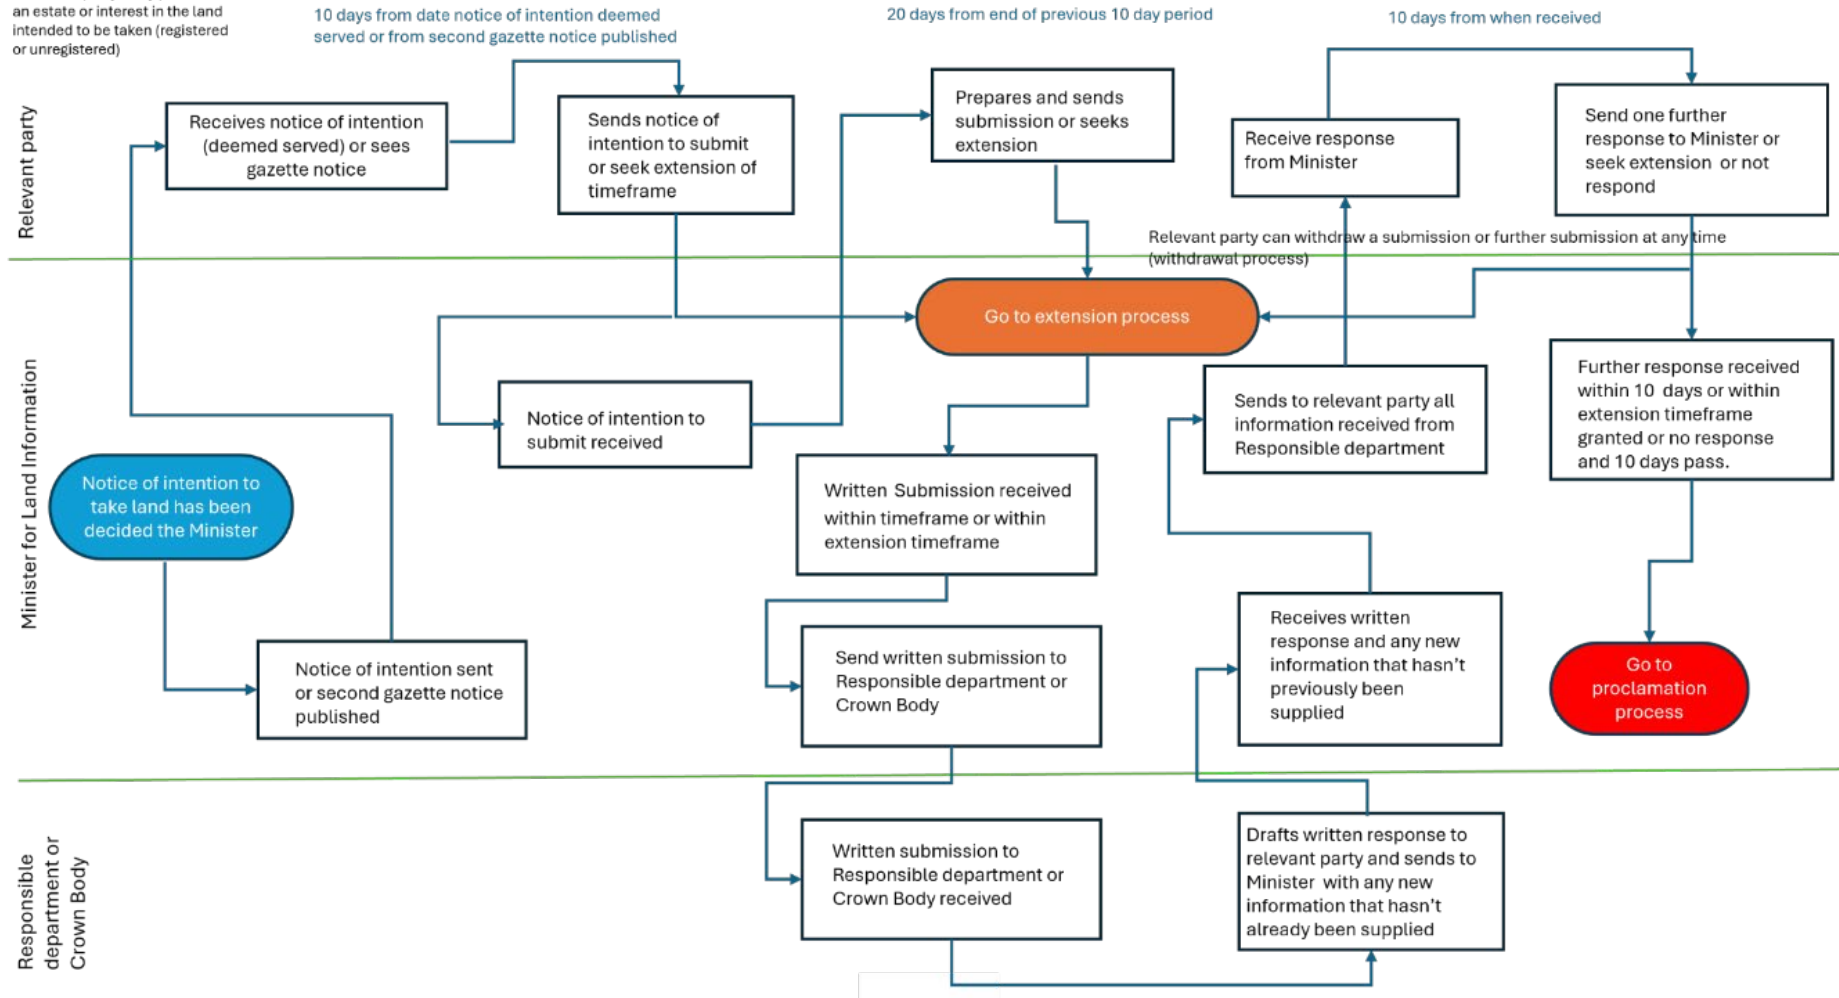 an estate or interest in the land
intended to be taken (registered
or unregistered)
10 days from date notice of intention deemed
served or from second gazette notice published
20 days from end of previous 10 day period
10 days from when received
Relevant party
Receives notice of intention
(deemed served) or sees
gazette notice
Sends notice of
intention to submit
or seek extension of
timeframe
Prepares and sends
submission or seeks
extension
Receive response
from Minister
Send one further
response to Minister or
seek extension or not
respond
Relevant party can withdraw a submission or further submission at any time
(withdrawal process)
Minister for Land Information
Go to extension process
Notice of intention to
submit received
Notice of intention to
take land has been
decided the Minister
Notice of intention sent
or second gazette notice
published
Written Submission received
within timeframe or within
extension timeframe
Send written submission to
Responsible department or
Crown Body
Sends to relevant party all
information received from
Responsible department
Receives written
response and any new
information that hasn't
previously been
supplied
Further response received
within 10 days or within
extension timeframe
granted or no response
and 10 days pass.
Go to
proclamation
process
Responsible
department or
Crown Body
Written submission to
Responsible department or
Crown Body received
Drafts written response to
relevant party and sends to
Minister with any new
information that hasn't
already been supplied